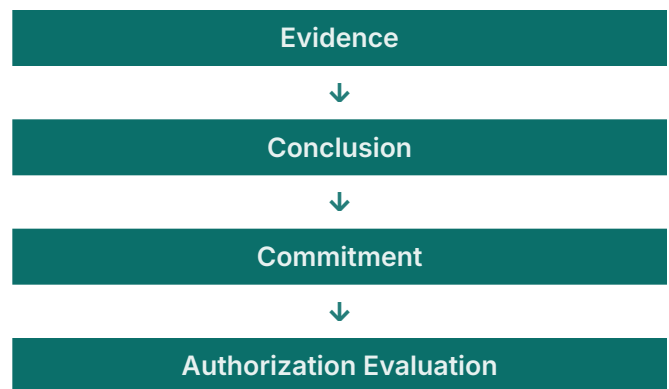 Evidence
Conclusion
Commitment
Authorization Evaluation